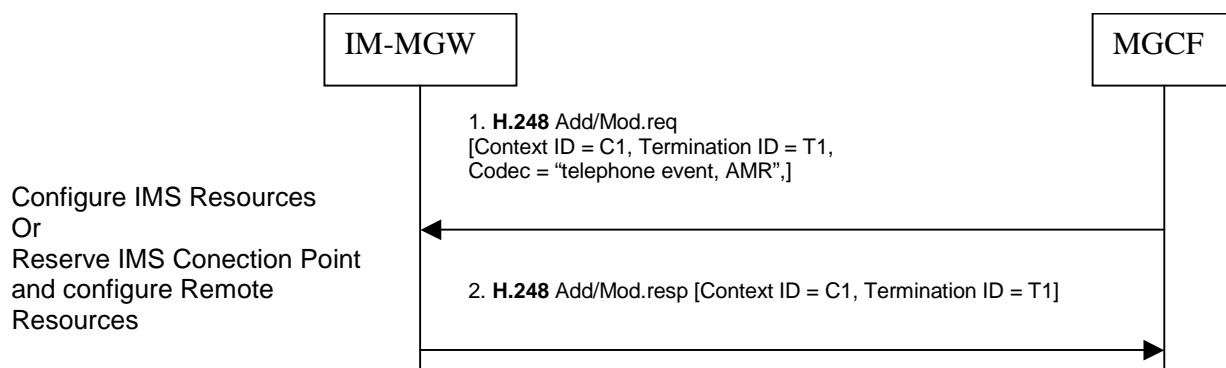 IM-MGW
MGCF
1. H.248 Add/Mod.req
[Context ID = C1, Termination ID = T1,
Codec = “telephone event, AMR”,]
Configure IMS Resources
Or
Reserve IMS Conection Point
and configure Remote
Resources
2. H.248 Add/Mod.resp [Context ID = C1, Termination ID = T1]